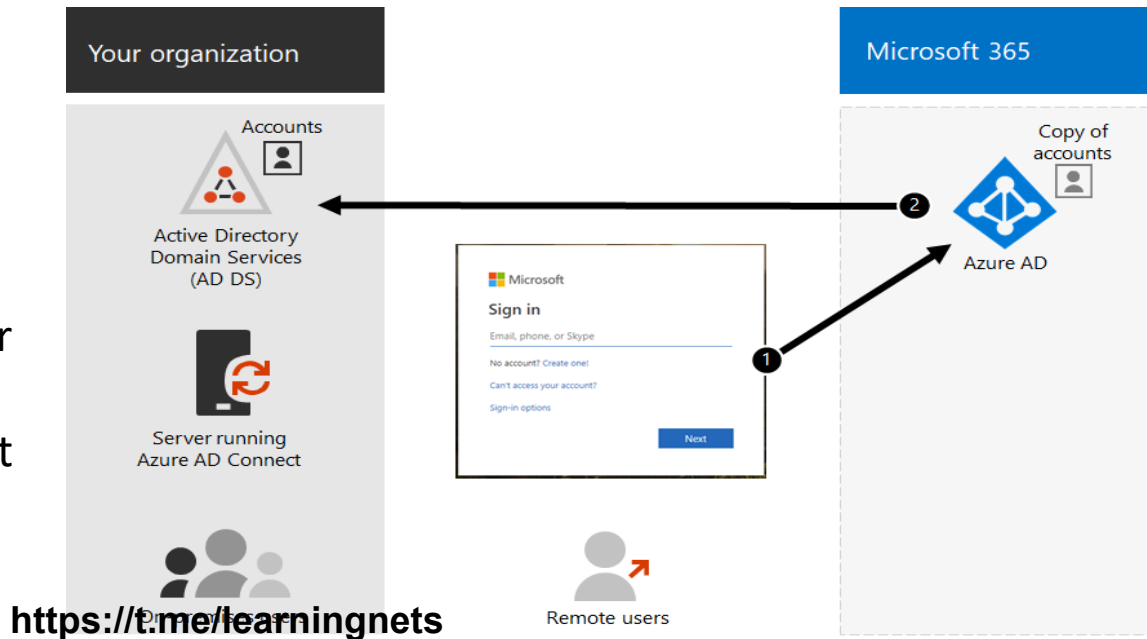 Your organization
Microsoft 365
Accounts
Copy of
accounts
Active Directory
Domain Services
(AD DS)
Azure AD
2
1
Microsoft
Sign in
Email, phone, or Skype
No account? Create one!
Can't access your account?
Sign-in options
Next
r
t
Server running
Azure AD Connect
Remote users
https://t.me/learningnets